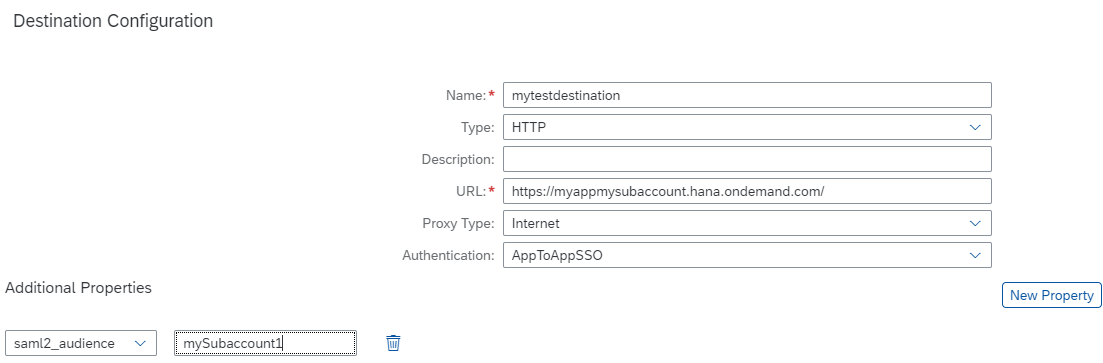 Destination Configuration
Name:* mytestdestination
Type: HTTP
Description:
URL:* https://myappmysubaccount.hana.ondemand.com/
Proxy Type: Internet
Authentication: AppToAppSSO
Additional Properties
New Property
saml2_audience mySubaccount1